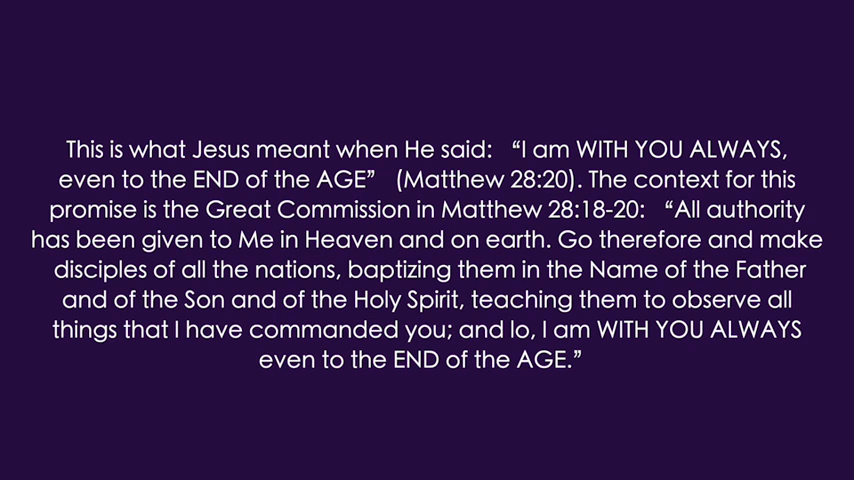 This is what Jesus meant when He said: “I am WITH YOU ALWAYS,
even to the END of the AGE” (Matthew 28:20). The context for this
promise is the Great Commission in Matthew 28:18-20: “All authority
has been given to Me in Heaven and on earth. Go therefore and make
disciples of all the nations, baptizing them in the Name of the Father
and of the Son and of the Holy Spirit, teaching them to observe all
things that I have commanded you; and lo, I am WITH YOU ALWAYS
even to the END of the AGE.”